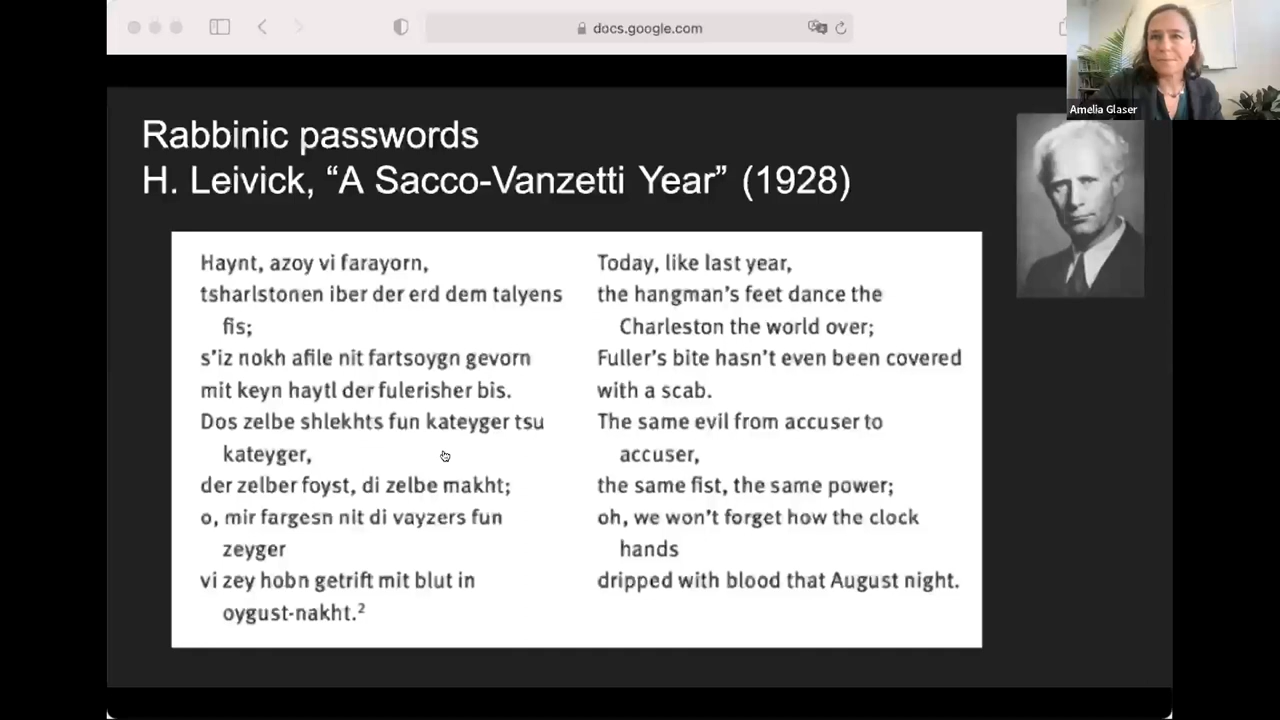 docs.google.com
Amelia Glaser
Rabbinic passwords
H. Leivick, “A Sacco-Vanzetti Year” (1928)
Haynt, azoy vi farayorn,
tsharlstonen iber der erd dem talyens
fis;
s’iz nokh afile nit fartsoygn gevorn
mit keyn haytl der fulerisher bis.
Dos zelbe shlekhts fun kateyger tsu
kateyger,
der zelber foyst, di zelbe makht;
o, mir fargesn nit di vayzers fun
zeyger
vi zey hobn getrift mit blut in
oygust-nakht.²
Today, like last year,
the hangman’s feet dance the
Charleston the world over;
Fuller’s bite hasn’t even been covered
with a scab.
The same evil from accuser to
accuser,
the same fist, the same power;
oh, we won’t forget how the clock
hands
dripped with blood that August night.